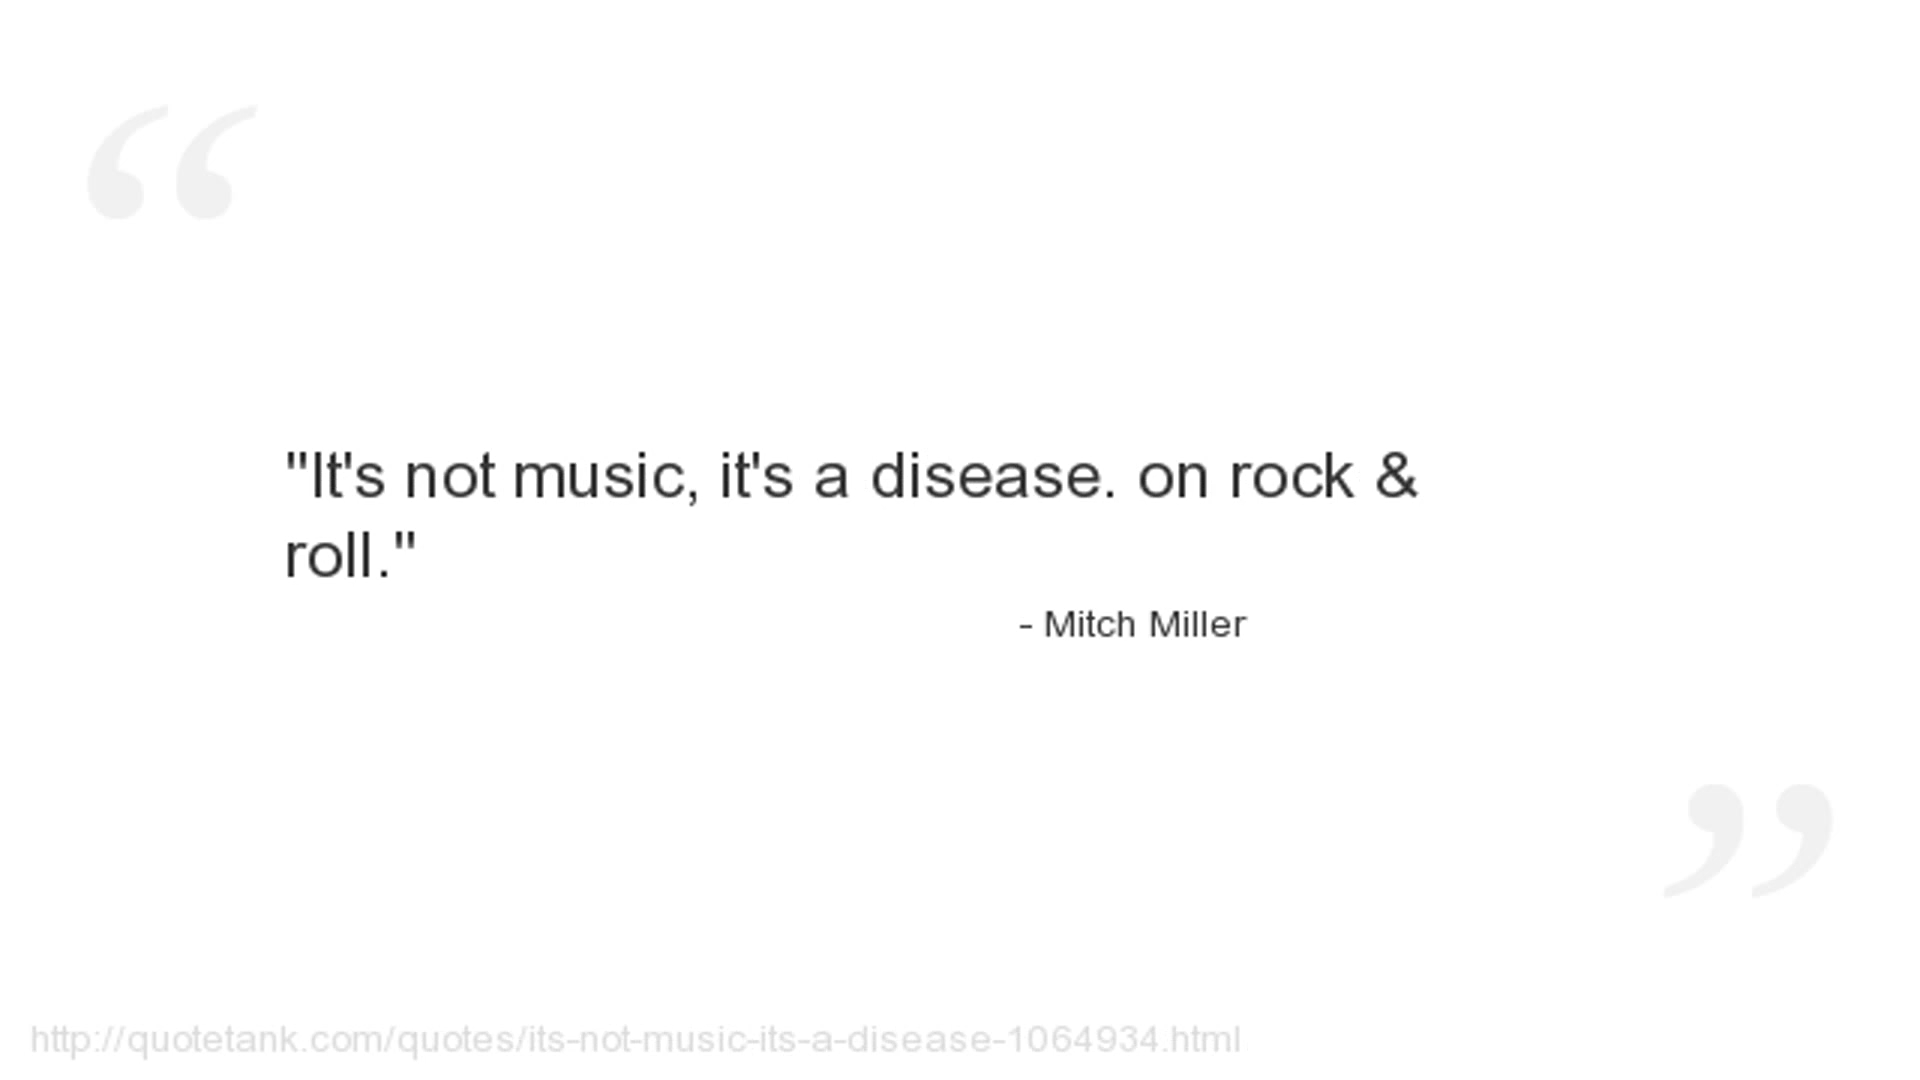 "It's not music, it's a disease. on rock &
roll."
- Mitch Miller
http://quotetank.com/quotes/its-not-music-its-a-disease-1064934.html